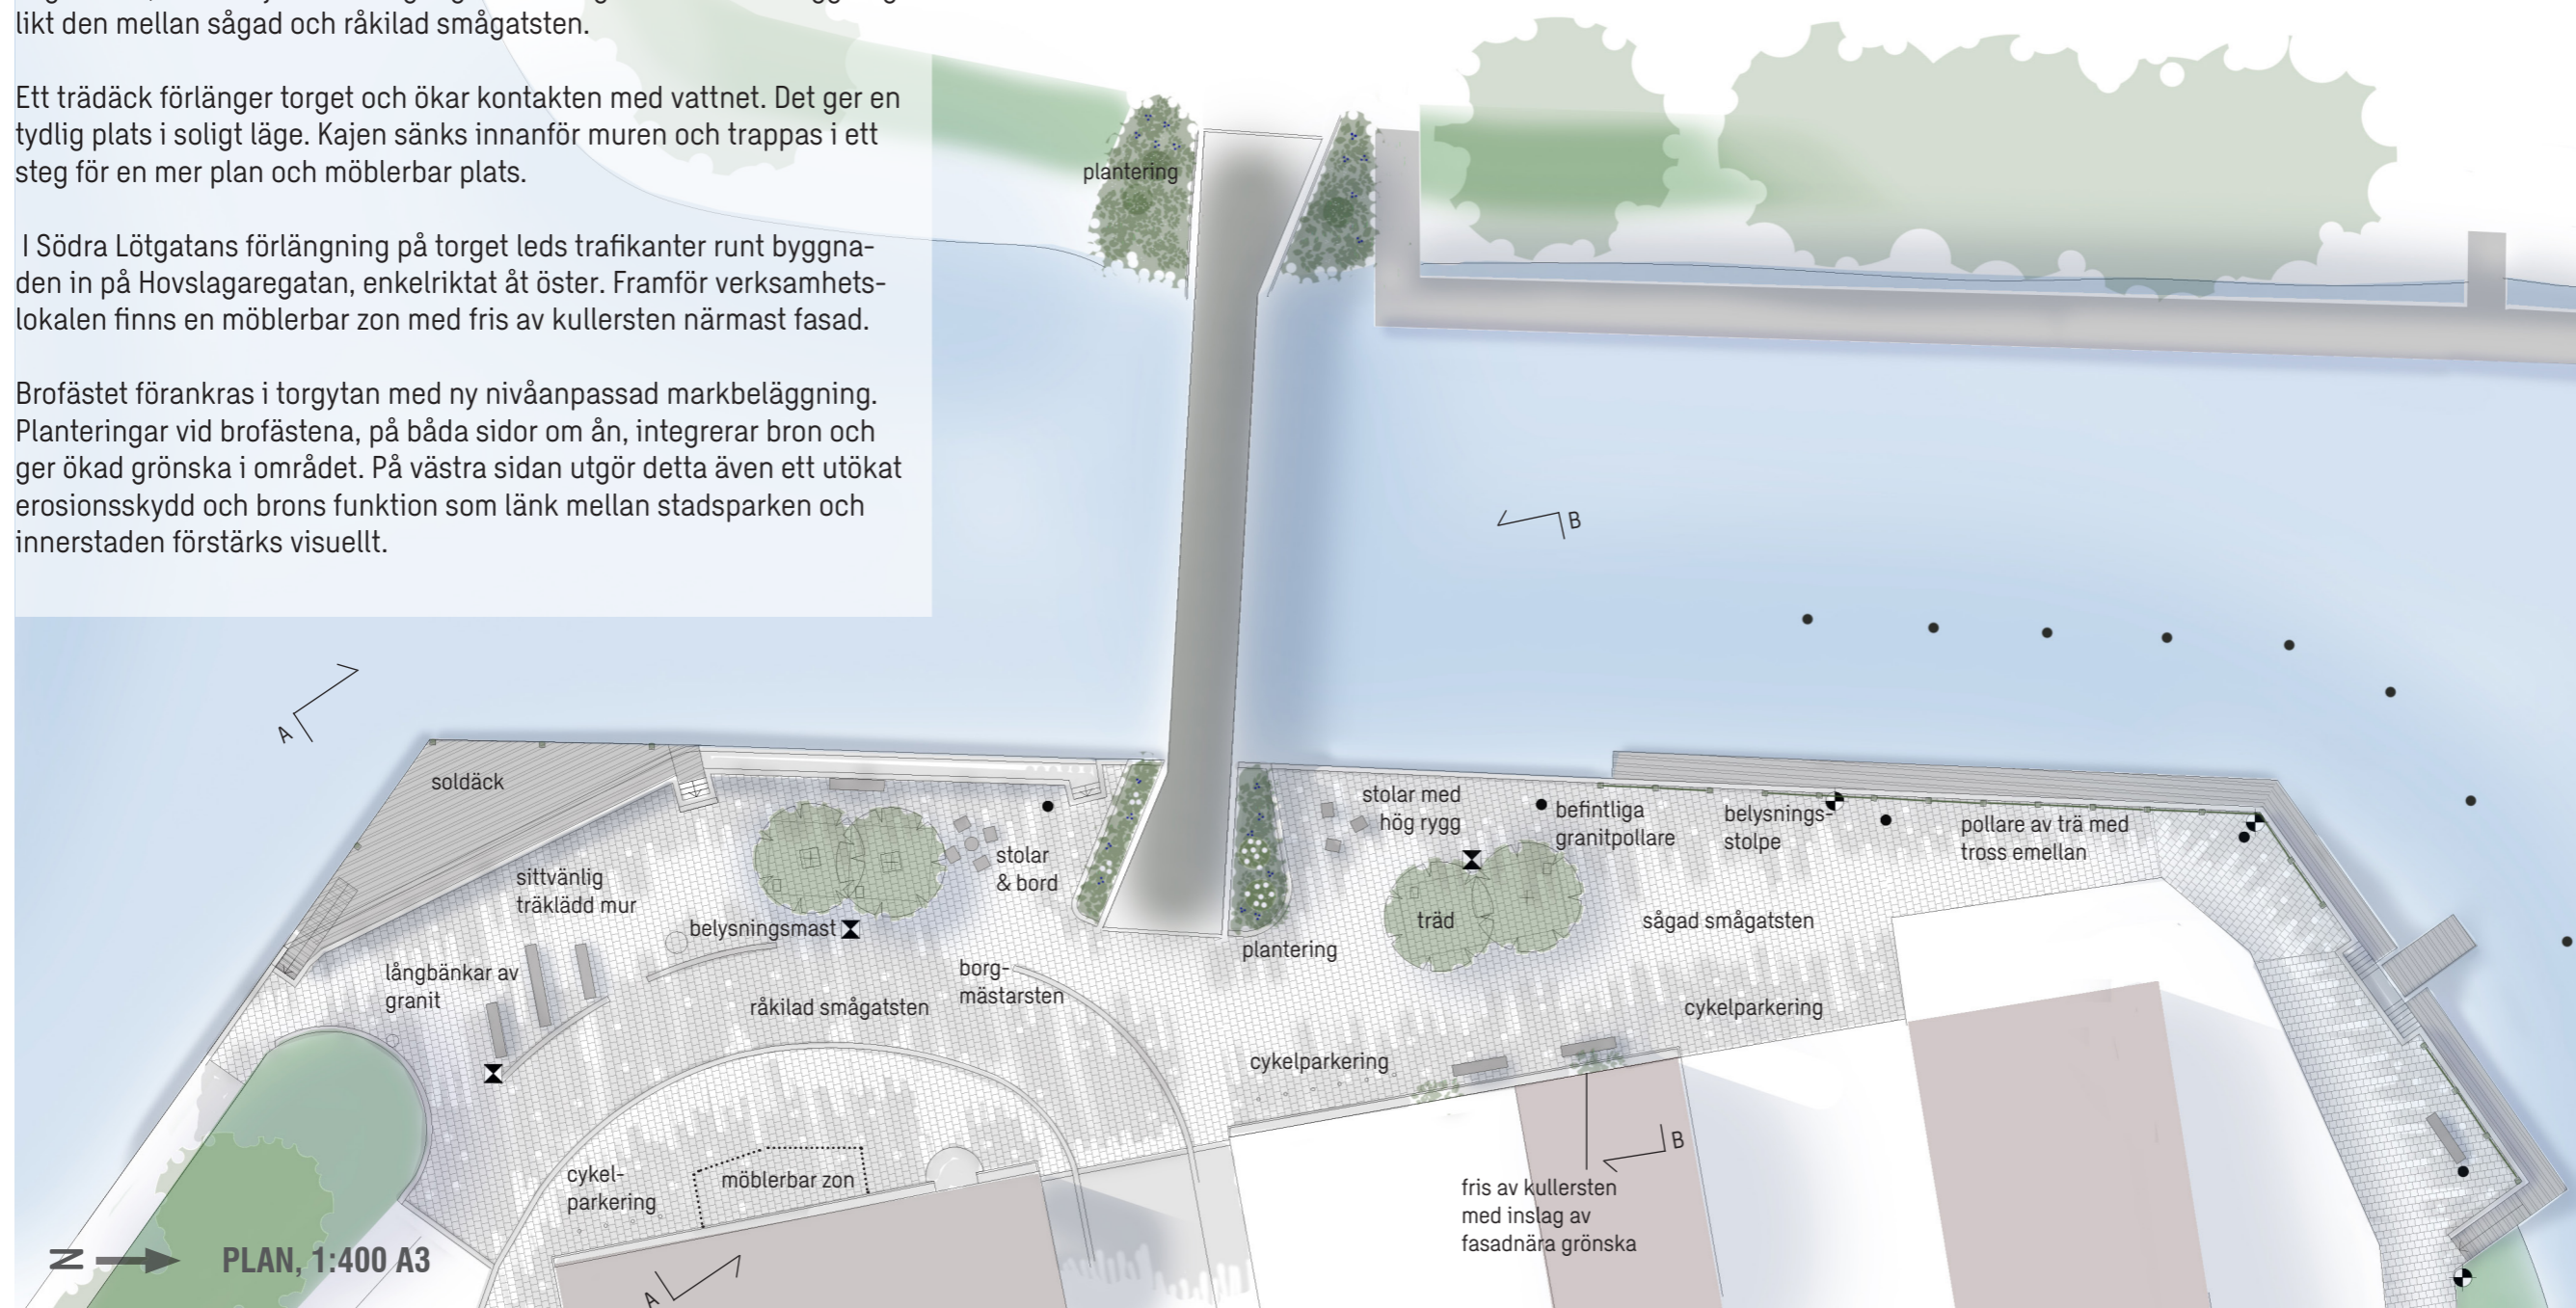 likt den mellan sågad och råkilad smågatsten.
Ett trädäck förlänger torget och ökar kontakten med vattnet. Det ger en
tydlig plats i soligt läge. Kajen sänks innanför muren och trappas i ett
steg för en mer plan och möblerbar plats.
I Södra Lötgatans förlängning på torget leds trafikanter runt byggna-
den in på Hovslagaregatan, enkelriktat åt öster. Framför verksamhets-
lokalen finns en möblerbar zon med fris av kullersten närmast fasad.
Brofästet förankras i torgytan med ny nivåanpassad markbeläggning.
Planteringar vid brofästena, på båda sidor om ån, integrerar bron och
ger ökad grönska i området. På västra sidan utgör detta även ett utökat
erosionsskydd och brons funktion som länk mellan stadsparken och
innerstaden förstärks visuellt.
plantering
B
A
soldäck
sittvänlig
träklädd mur
belysningsmast
långbänkar av
granit
råkilad smågatsten
stolar
& bord
borg-
mästarsten
plantering
stolar med
hög rygg
träd
befintliga
granitpollare
belysnings-
stolpe
pollare av trä med
tross emellan
sågad smågatsten
cykelparkering
cykelparkering
cykel-
parkering
möblerbar zon
B
fris av kullersten
med inslag av
fasadnära grönska
A
N
PLAN, 1:400 A3